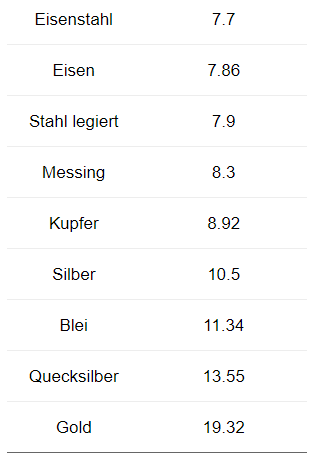 Eisenstahl 7.7
Eisen 7.86
Stahl legiert 7.9
Messing 8.3
Kupfer 8.92
Silber 10.5
Blei 11.34
Quecksilber 13.55
Gold 19.32